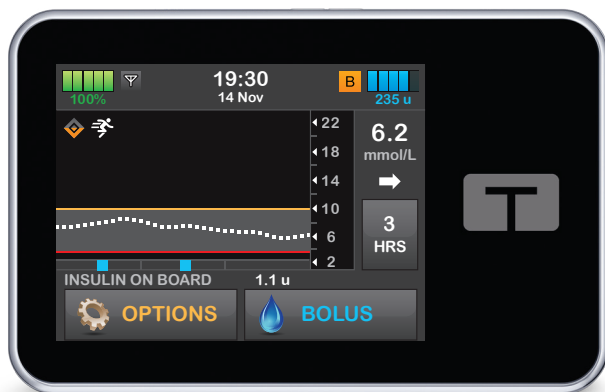 19:30
B
100%
14 Nov
235 u
22
6.2
mmol/L
18
14
10
3
HRS
6
2
INSULIN ON BOARD 1.1 u
OPTIONS
BOLUS
T